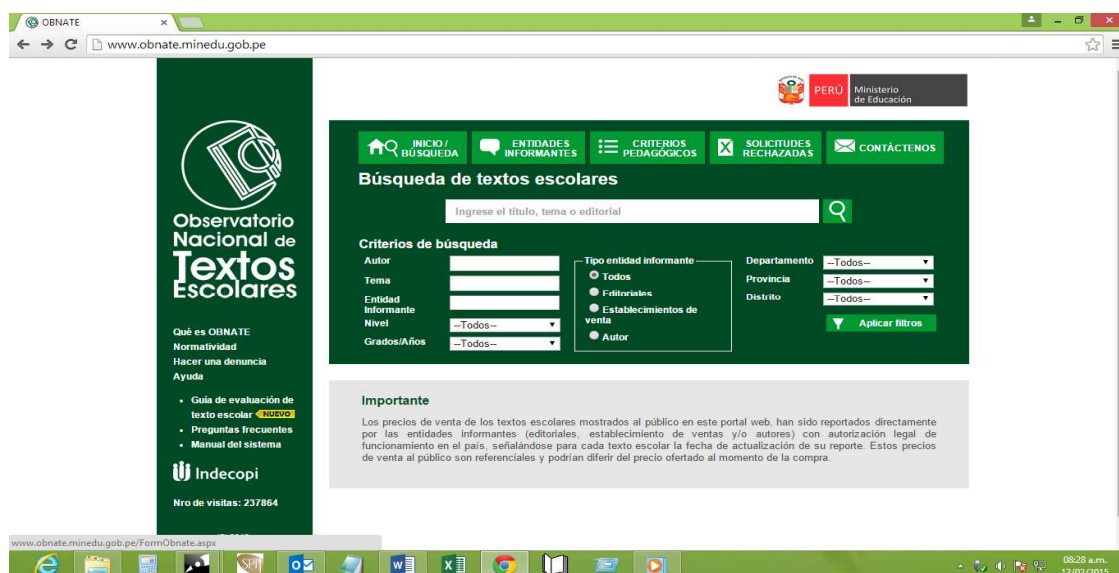 OBNATE
www.obnate.minedu.gob.pe
PERÚ
Ministerio
de Educación
INICIO /
BÚSQUEDA
ENTIDADES
INFORMANTES
CRITERIOS
PEDAGÓGICOS
SOLICITUDES
RECHAZADAS
CONTÁCTENOS
Observatorio
Nacional de
Textos
Escolares
Qué es OBNATE
Normatividad
Hacer una denuncia
Ayuda
• Guía de evaluación de
texto escolar NUEVO
• Preguntas frecuentes
• Manual del sistema
Indecopi
Nro de visitas: 237864
Búsqueda de textos escolares
Ingrese el título, tema o editorial
Criterios de búsqueda
Autor
Tema
Entidad
Informante
Nivel --Todos--
Grados/Años --Todos--
Tipo entidad informante
Todos
Editoriales
Establecimientos de
venta
Autor
Departamento --Todos--
Provincia --Todos--
Distrito --Todos--
Aplicar filtros
Importante
Los precios de venta de los textos escolares mostrados al público en este portal web, han sido reportados directamente
por las entidades informantes (editoriales, establecimiento de ventas y/o autores) con autorización legal de
funcionamiento en el país, señalándose para cada texto escolar la fecha de actualización de su reporte. Estos precios
de venta al público son referenciales y podrían diferir del precio ofertado al momento de la compra.
www.obnate.minedu.gob.pe/FormObnate.aspx
SPIJ
08:28 a.m.
12/02/2015